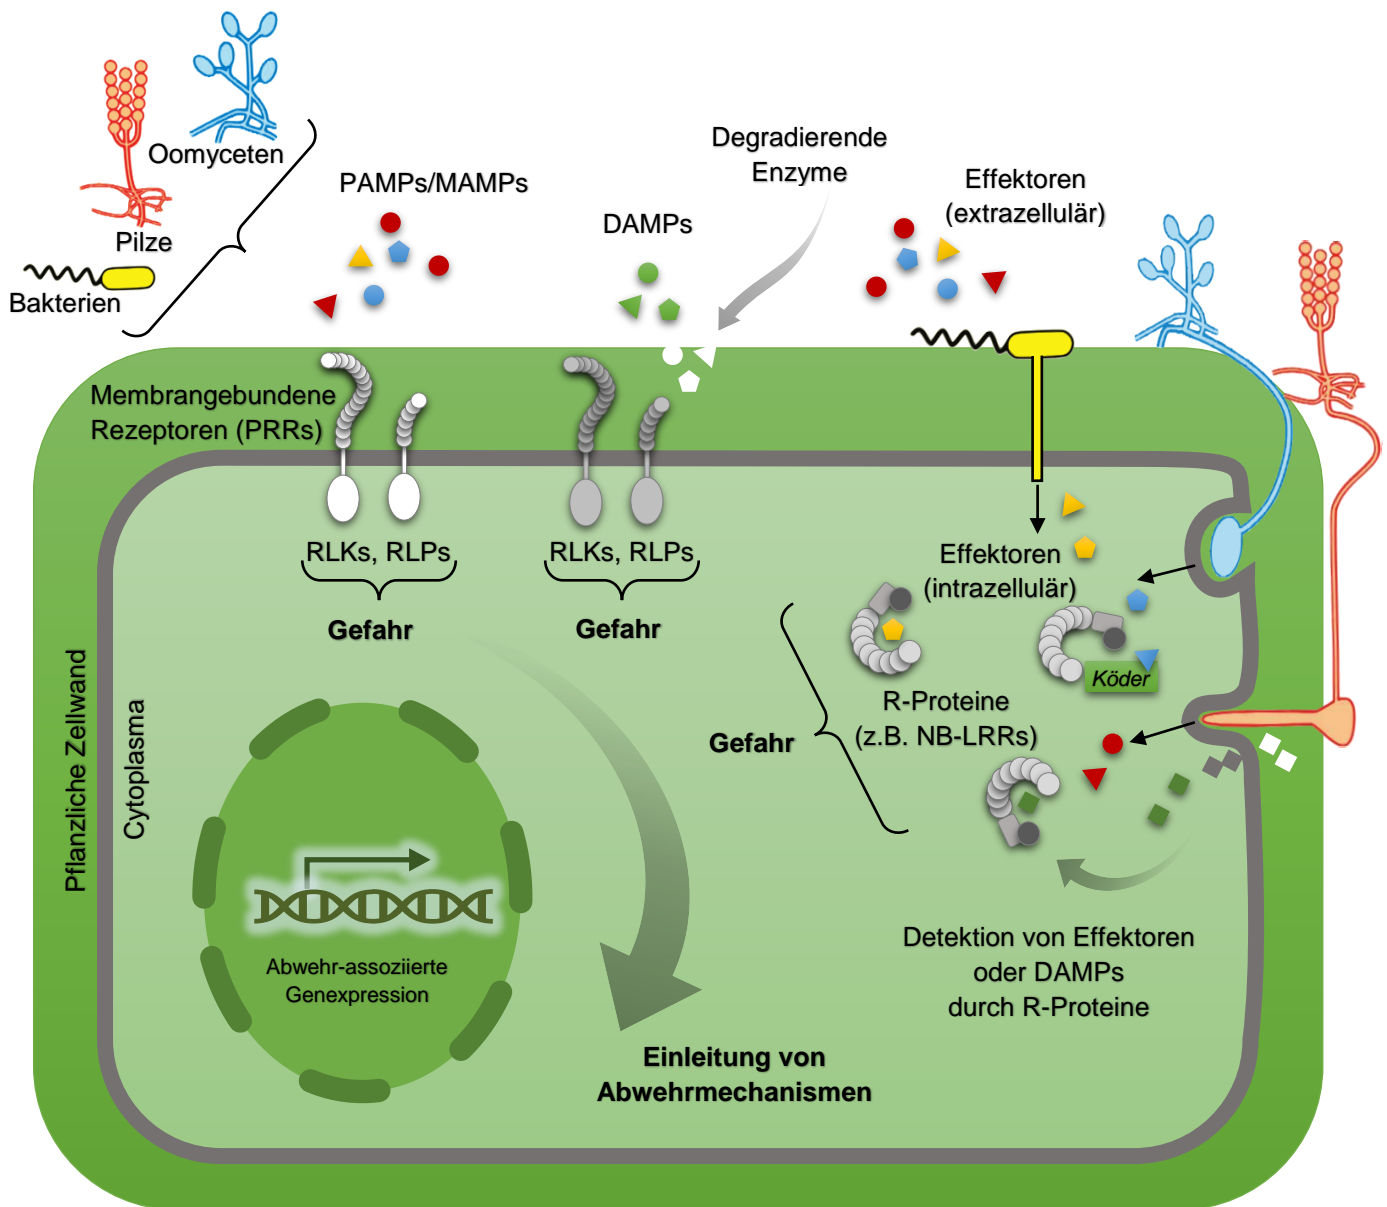 Oomyceten
Pilze
Bakterien
PAMPs/MAMPs
DAMPs
Degradierende
Enzyme
Effektoren
(extrazellulär)
Membrangebundene
Rezeptoren (PRRs)
RLKs, RLPs
Gefahr
RLKs, RLPs
Gefahr
Effektoren
(intrazellulär)
Köder
R-Proteine
(z.B. NB-LRRs)
Gefahr
Pflanzliche Zellwand
Cytoplasma
Abwehr-assoziierte
Genexpression
Detektion von Effektoren
oder DAMPs
durch R-Proteine
Einleitung von
Abwehrmechanismen